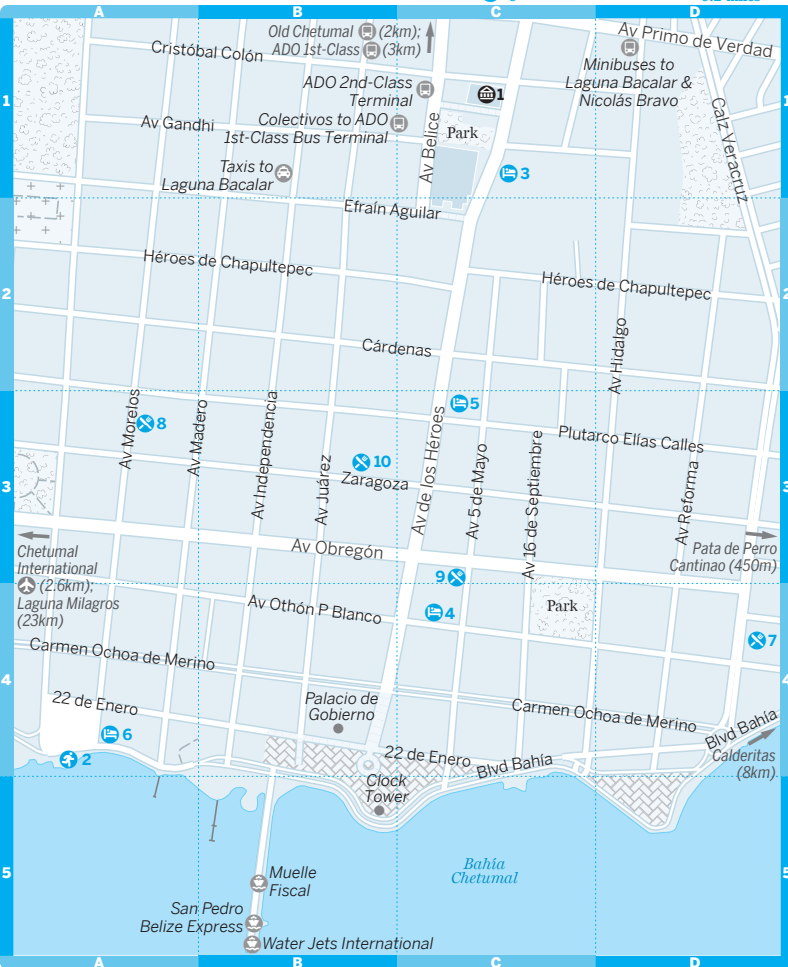 A
B
C
D
Old Chetumal (2km);
ADO 1st-Class (3km)
Av Primo de Verdad
Cristóbal Colón
Minibuses to
Laguna Bacalar &
Nicolás Bravo
ADO 2nd-Class
Terminal
1
1
1
Colectivos to ADO
1st-Class Bus Terminal
Av Gandhi
Park
Av Belice
Calz Veracruz
Taxis to
Laguna Bacalar
3
Efraín Aguilar
Héroes de Chapultepec
Héroes de Chapultepec
2
2
Cárdenas
Av Hidalgo
5
Av Morelos
8
Av Madero
Av Independencia
Av Juárez
10
Zaragoza
Av de los Héroes
Av 5 de Mayo
Av 16 de Septiembre
Plutarco Elías Calles
Av Reforma
3
3
Av Obregón
Chetumal
International
(2.6km);
Laguna Milagros
(23km)
Pata de Perro
Cantinao (450m)
9
Av Othón P Blanco
4
Park
7
Carmen Ochoa de Merino
4
4
22 de Enero
Palacio de
Gobierno
Carmen Ochoa de Merino
6
2
22 de Enero
Blvd Bahía
Blvd Bahía
Calderitas
(8km)
Clock
Tower
Bahía
Chetumal
5
5
Muelle
Fiscal
San Pedro
Belize Express
Water Jets International
A
B
C
D